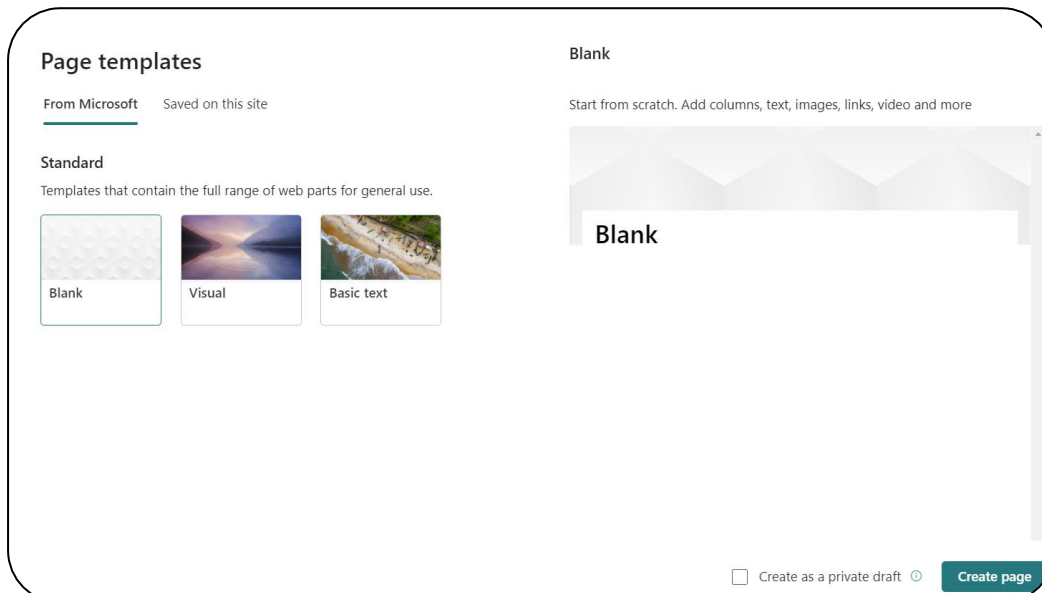 Page templates
From Microsoft
Saved on this site
Standard
Templates that contain the full range of web parts for general use.
Blank
Visual
Basic text
Blank
Start from scratch. Add columns, text, images, links, video and more
Blank
Create as a private draft
Create page